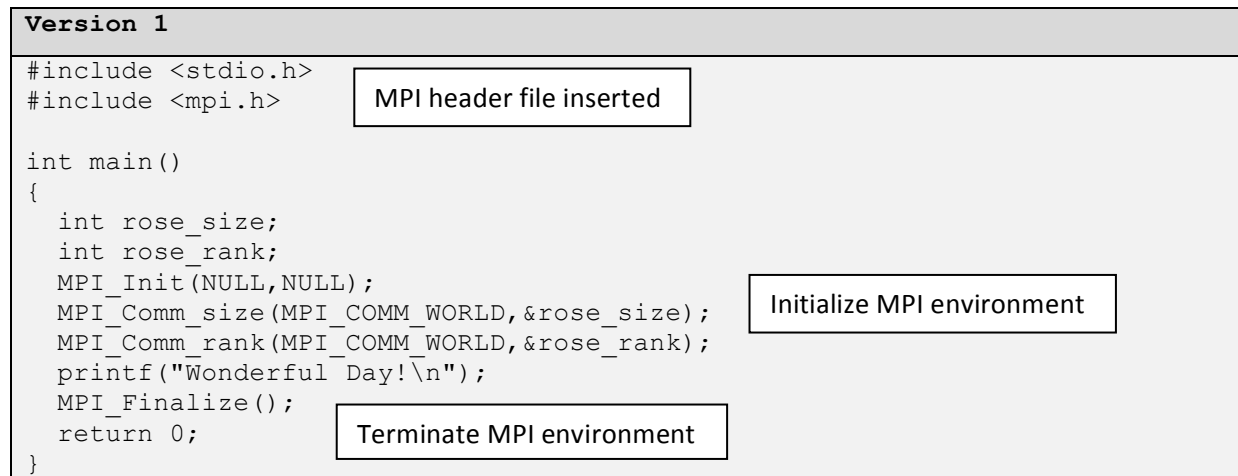 Version 1
#include <stdio.h>
#include <mpi.h>
MPI header file inserted
int main()
{
  int rose_size;
  int rose_rank;
  MPI_Init(NULL,NULL);
  MPI_Comm_size(MPI_COMM_WORLD,&rose_size);
Initialize MPI environment
  MPI_Comm_rank(MPI_COMM_WORLD,&rose_rank);
  printf("Wonderful Day!\n");
  MPI_Finalize();
  return 0;
Terminate MPI environment
}